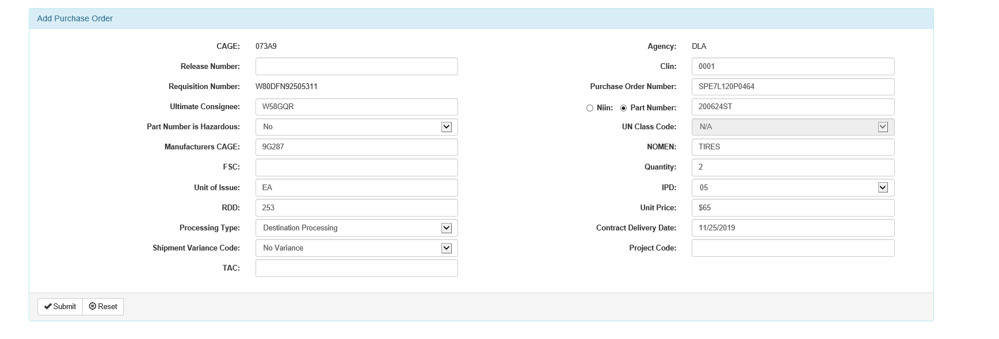 Add Purchase Order
CAGE: 073A9 Agency: DLA
Release Number: Clin: 0001
Requisition Number: W80DFN92505311 Purchase Order Number: SPE7L120P0464
Ultimate Consignee: W58GQR Niin: Part Number: 200624ST
Part Number is Hazardous: No UN Class Code: N/A
Manufacturers CAGE: 9G287 NOMEN: TIRES
FSC: Quantity: 2
Unit of Issue: EA IPD: 05
RDD: 253 Unit Price: $65
Processing Type: Destination Processing Contract Delivery Date: 11/25/2019
Shipment Variance Code: No Variance Project Code:
TAC:
Submit Reset